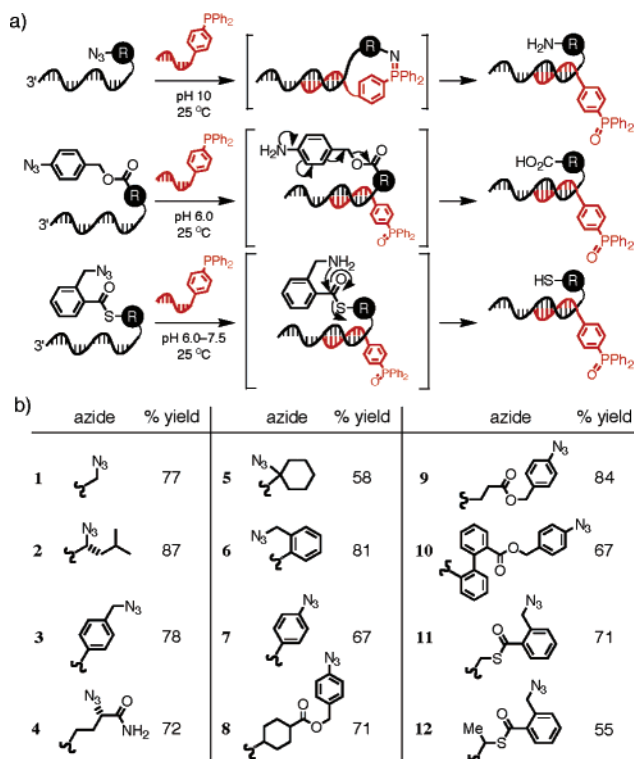 a)
N₃ R
PPh₂
3'
pH 10
25 °C
R N
PPh₂
H₂N R
P
O
PPh₂
N₃
O
O
R
PPh₂
3'
pH 6.0
25 °C
H₂N
O
O
R
O
PPh₂
HO₂C R
O
PPh₂
N₃
O
S R
PPh₂
3'
pH 6.0–7.5
25 °C
NH₂
O
S R
O
PPh₂
HS R
O
PPh₂
b)
azide % yield azide % yield azide % yield
1 N₃ 77 5 N₃ 58 9 O O N₃ 84
2 N₃ 87 6 N₃ 81 10 O O N₃ 67
3 N₃ 78 7 N₃ 67 11 S O N₃ 71
4 N₃ O NH₂ 72 8 O O N₃ 71 12 Me S O N₃ 55